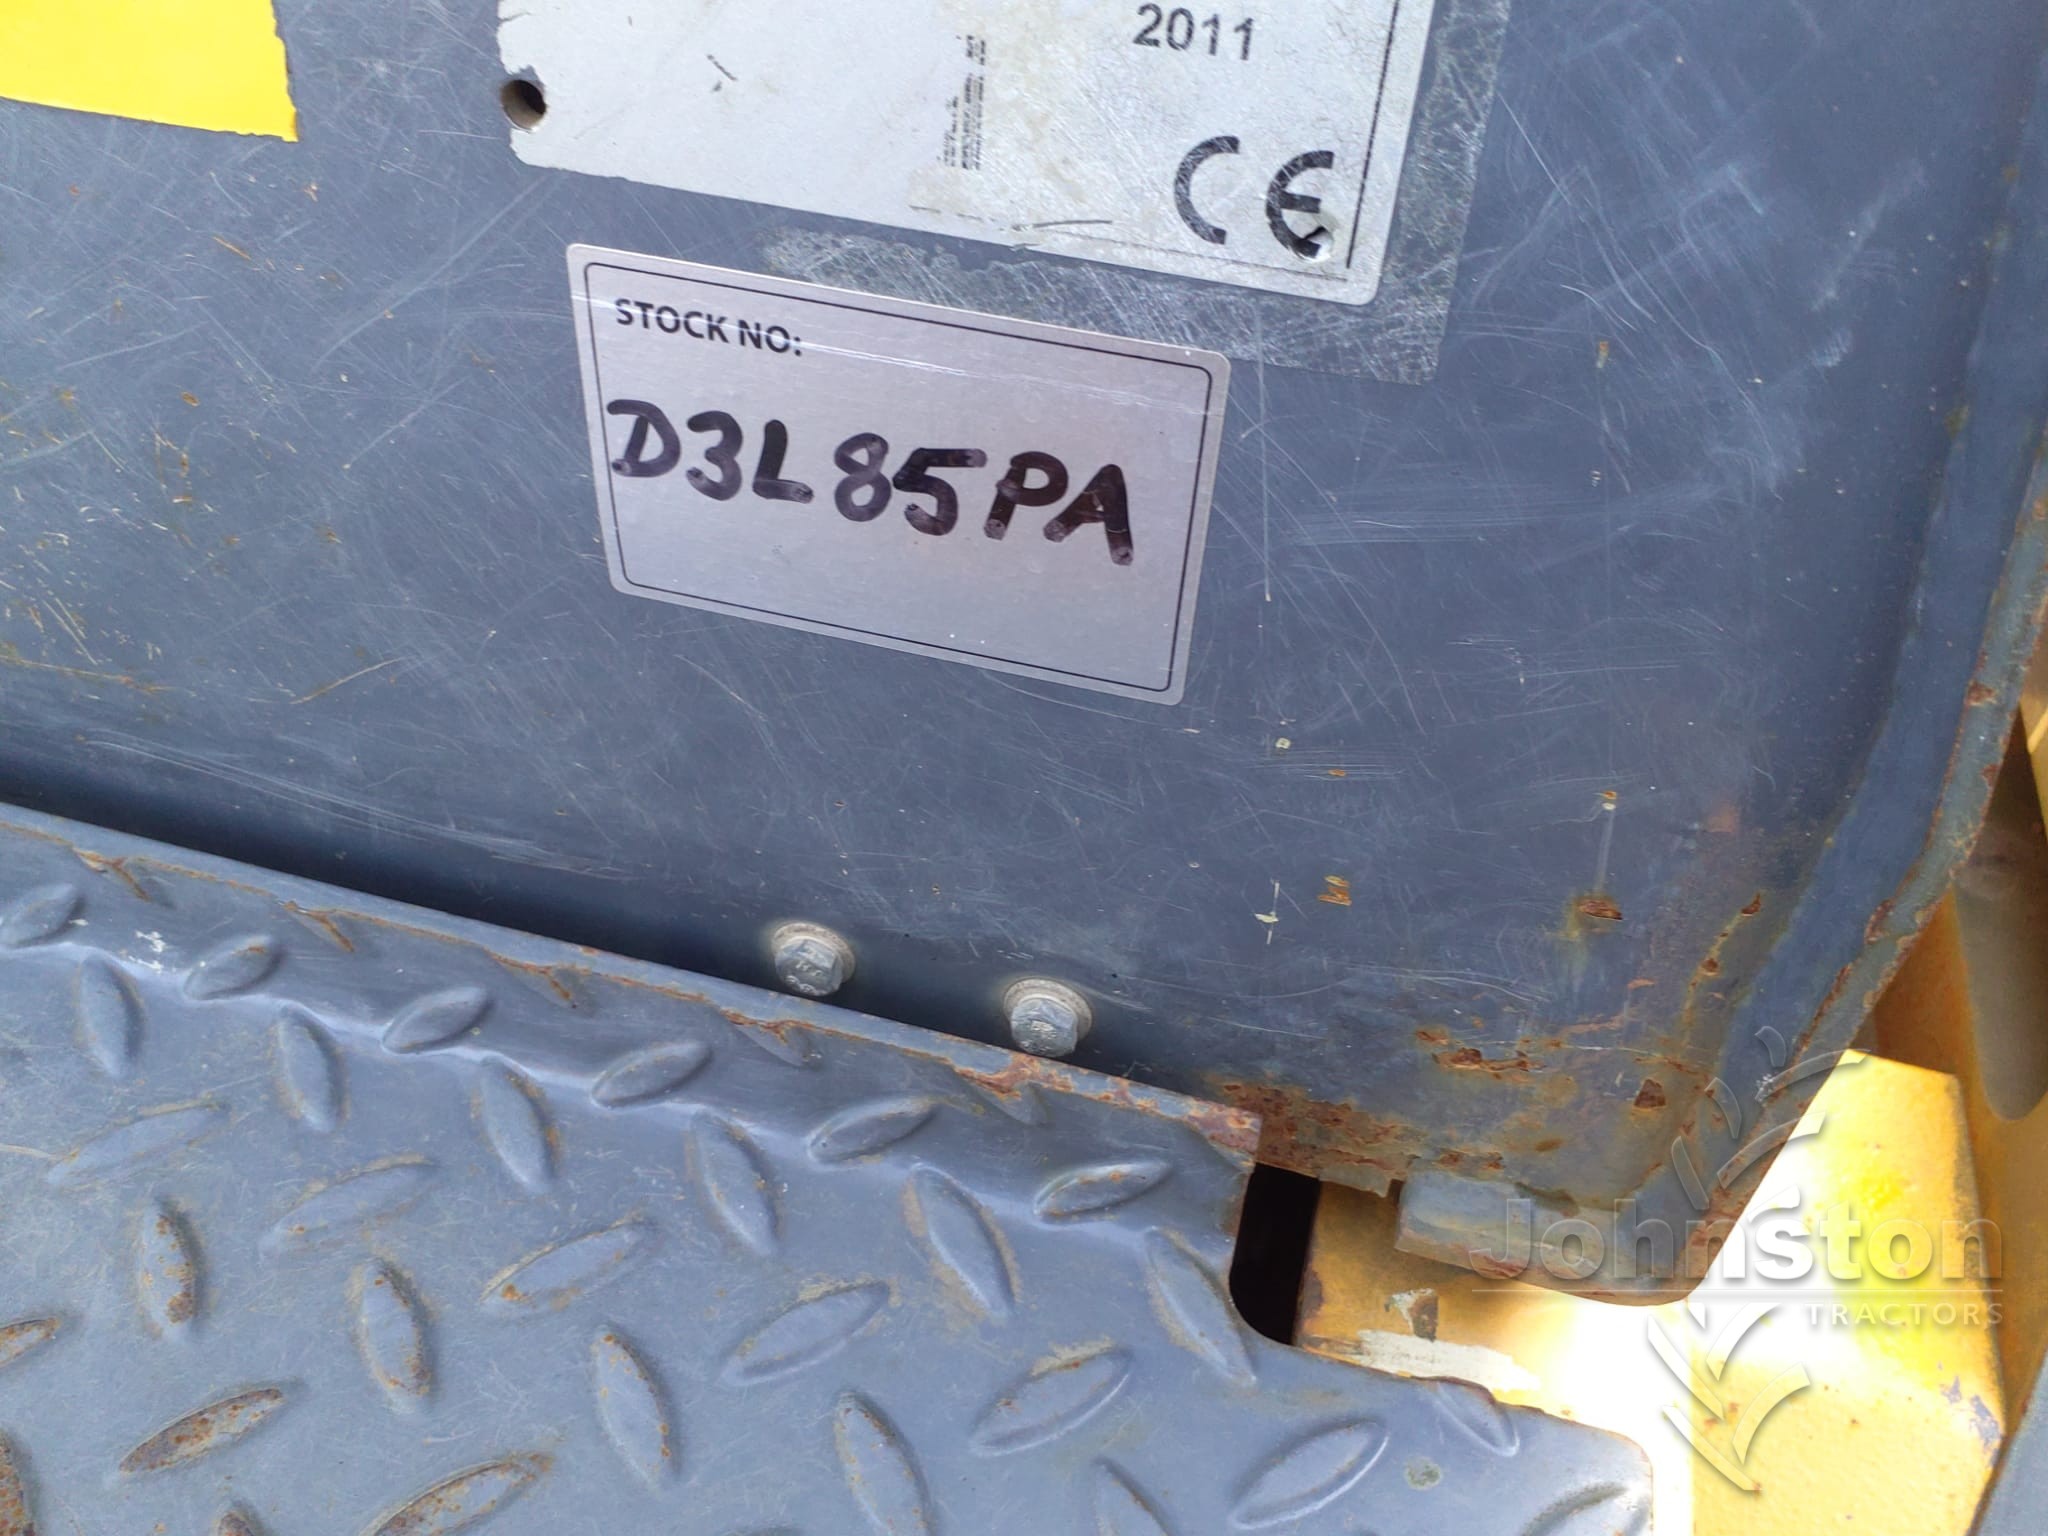 2011
CE
STOCK NO:
D3L85PA
Johnston
TRACTORS